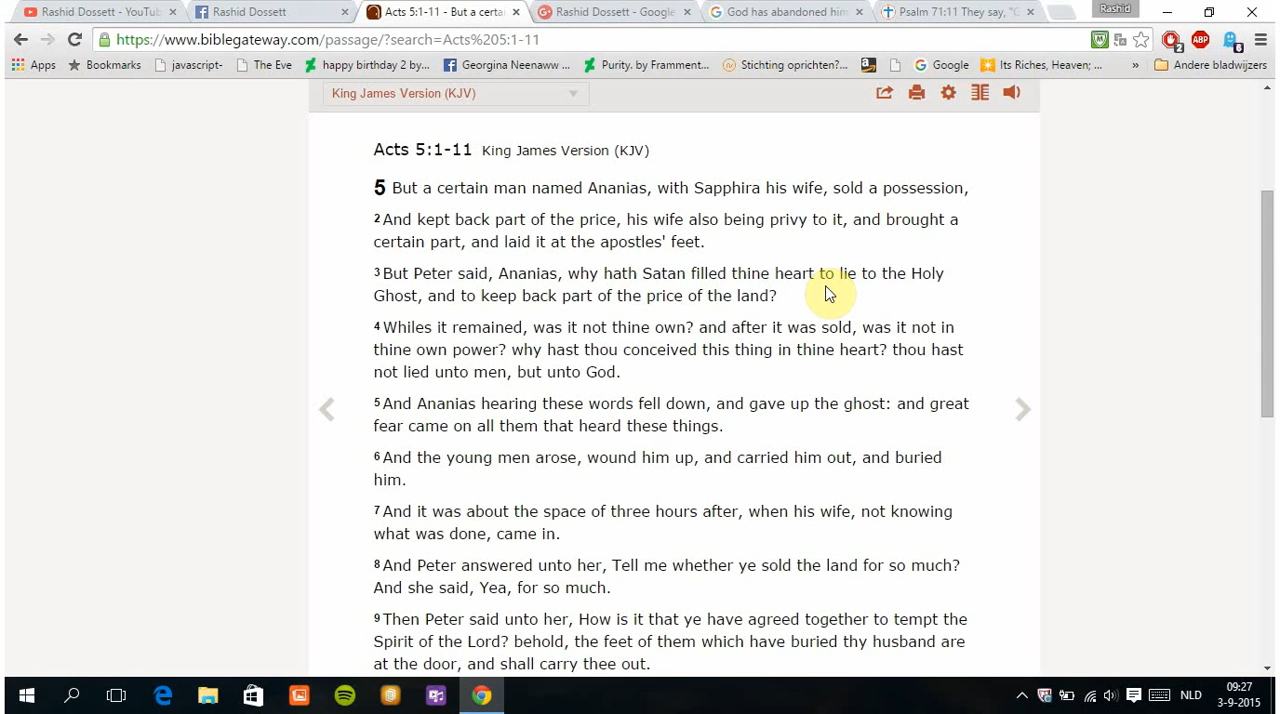 Rashid Dossett - YouTu
Rashid Dossett
Acts 5:1-11 - But a certa
Rashid Dossett - Google
God has abandoned him
Psalm 71:11 They say, "G
Rashid
https://www.biblegateway.com/passage/?search=Acts%205:1-11
2
ABP
6
Apps
Bookmarks
javascript-
The Eve
happy birthday 2 by...
Georgina Neenaww ...
Purity. by Framment...
Stichting oprichten?...
Google
Its Riches, Heaven; ...
»
Andere bladwijzers
King James Version (KJV)
Acts 5:1-11 King James Version (KJV)
5 But a certain man named Ananias, with Sapphira his wife, sold a possession,
2 And kept back part of the price, his wife also being privy to it, and brought a
certain part, and laid it at the apostles' feet.
3 But Peter said, Ananias, why hath Satan filled thine heart to lie to the Holy
Ghost, and to keep back part of the price of the land?
4 Whiles it remained, was it not thine own? and after it was sold, was it not in
thine own power? why hast thou conceived this thing in thine heart? thou hast
not lied unto men, but unto God.
5 And Ananias hearing these words fell down, and gave up the ghost: and great
fear came on all them that heard these things.
6 And the young men arose, wound him up, and carried him out, and buried
him.
7 And it was about the space of three hours after, when his wife, not knowing
what was done, came in.
8 And Peter answered unto her, Tell me whether ye sold the land for so much?
And she said, Yea, for so much.
9 Then Peter said unto her, How is it that ye have agreed together to tempt the
Spirit of the Lord? behold, the feet of them which have buried thy husband are
at the door, and shall carry thee out.
NLD
09:27
3-9-2015